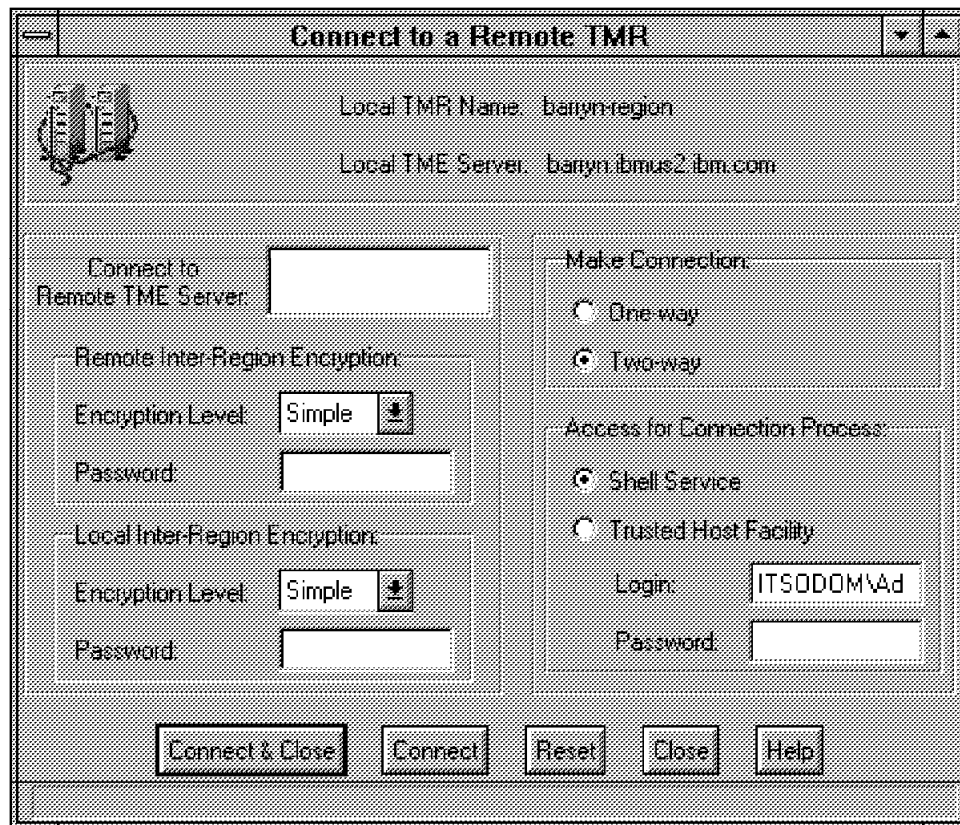 Connect to a Remote TMR
Local TMR Name: barryn-region
Local TME Server: barryn.ibmus2.ibm.com
Connect to
Remote TME Server:
Remote Inter-Region Encryption:
Encryption Level: Simple
Password:
Local Inter-Region Encryption:
Encryption Level: Simple
Password:
Make Connection:
One-way
Two-way
Access for Connection Process:
Shell Service
Trusted Host Facility
Login: ITSODOM\Ad
Password:
Connect & Close Connect Reset Close Help